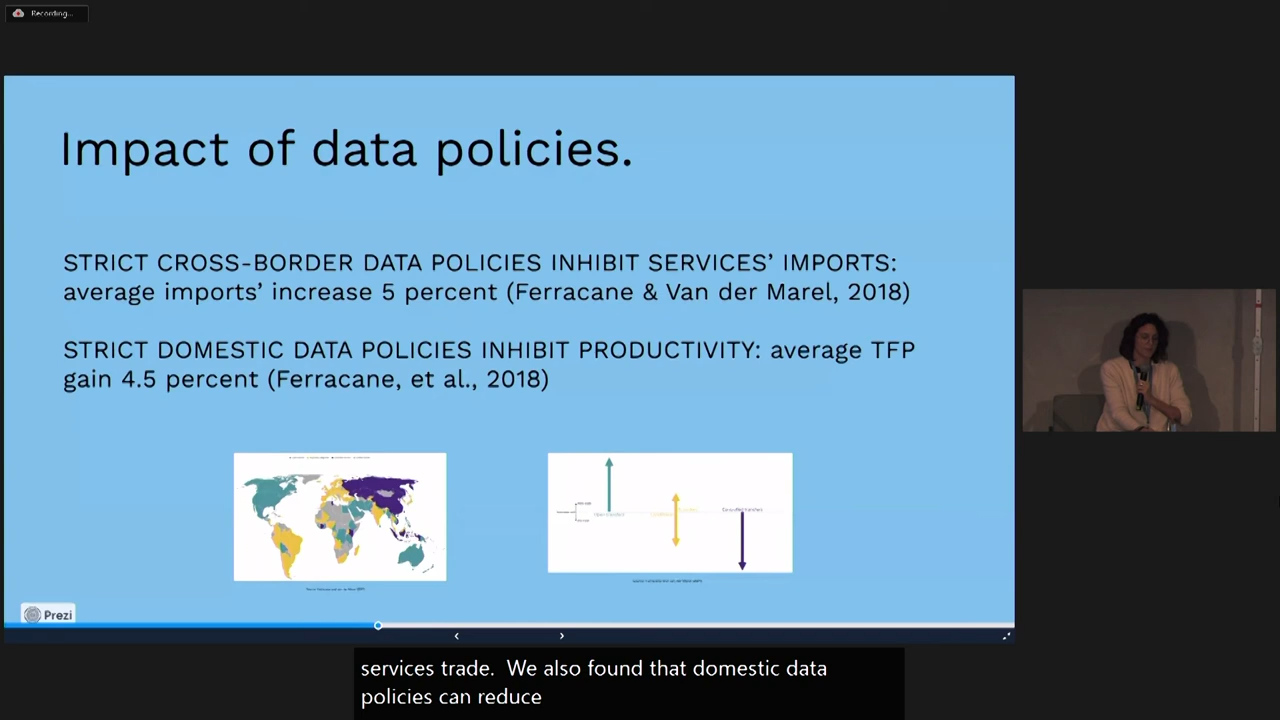 Recording...
Impact of data policies.
STRICT CROSS-BORDER DATA POLICIES INHIBIT SERVICES’ IMPORTS:
average imports’ increase 5 percent (Ferracane & Van der Marel, 2018)
STRICT DOMESTIC DATA POLICIES INHIBIT PRODUCTIVITY: average TFP
gain 4.5 percent (Ferracane, et al., 2018)
Prezi
services trade. We also found that domestic data
policies can reduce